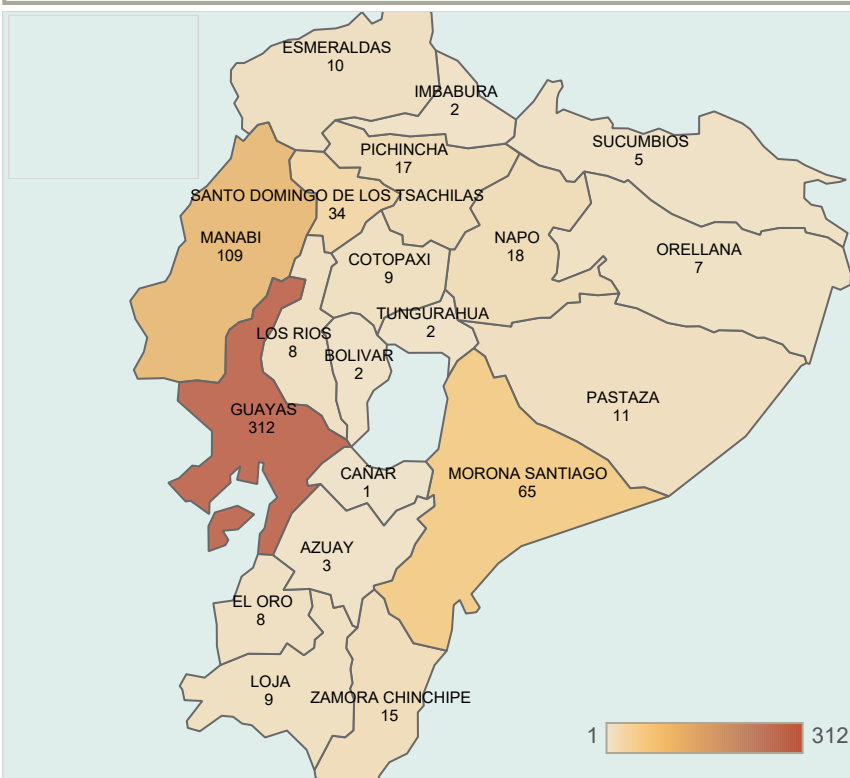 ESMERALDAS
10
IMBABURA
2
SUCUMBIOS
5
PICHINCHA
17
SANTO DOMINGO DE LOS TSACHILAS
34
MANABI
109
NAPO
18
ORELLANA
7
COTOPAXI
9
TUNGURAHUA
2
LOS RIOS
8
BOLIVAR
2
PASTAZA
11
GUAYAS
312
CAÑAR
1
MORONA SANTIAGO
65
AZUAY
3
EL ORO
8
LOJA
9
ZAMORA CHINCHIPE
15
1 312